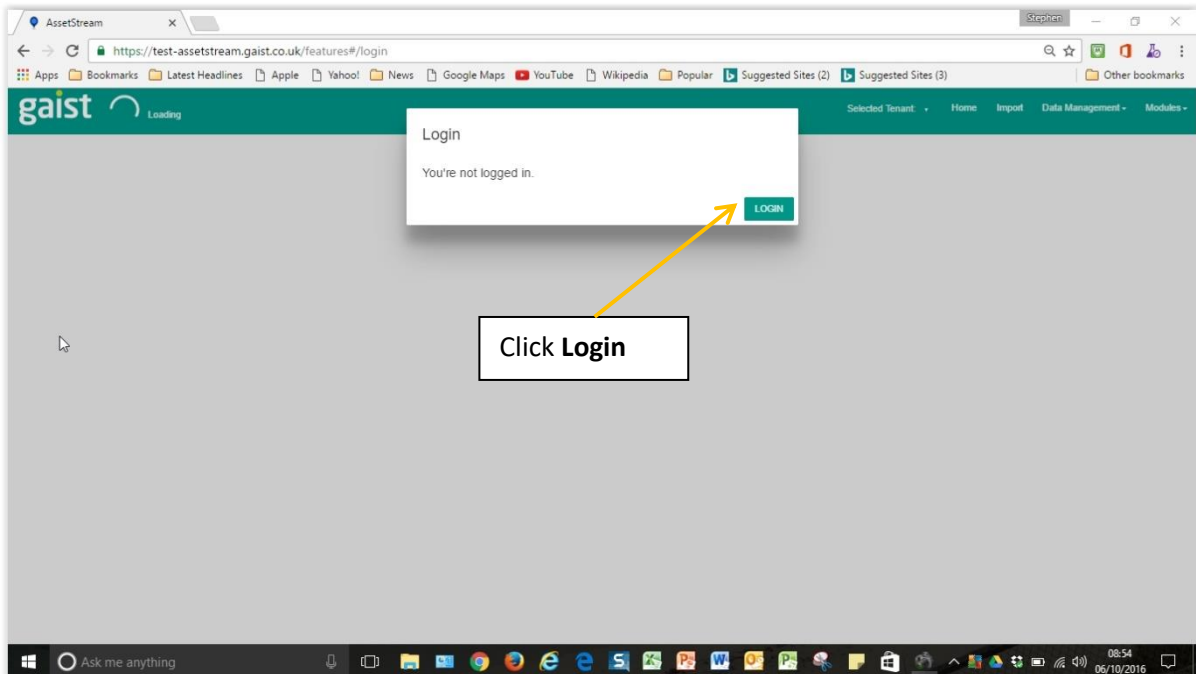 AssetStream
Stephen
https://test-assetstream.gaist.co.uk/features#/login
Apps Bookmarks Latest Headlines Apple Yahoo! News Google Maps YouTube Wikipedia Popular Suggested Sites (2) Suggested Sites (3) Other bookmarks
gaist Loading Selected Tenant: Home Import Data Management Modules
Login
You're not logged in.
LOGIN
Click Login
Ask me anything
08:54
06/10/2016